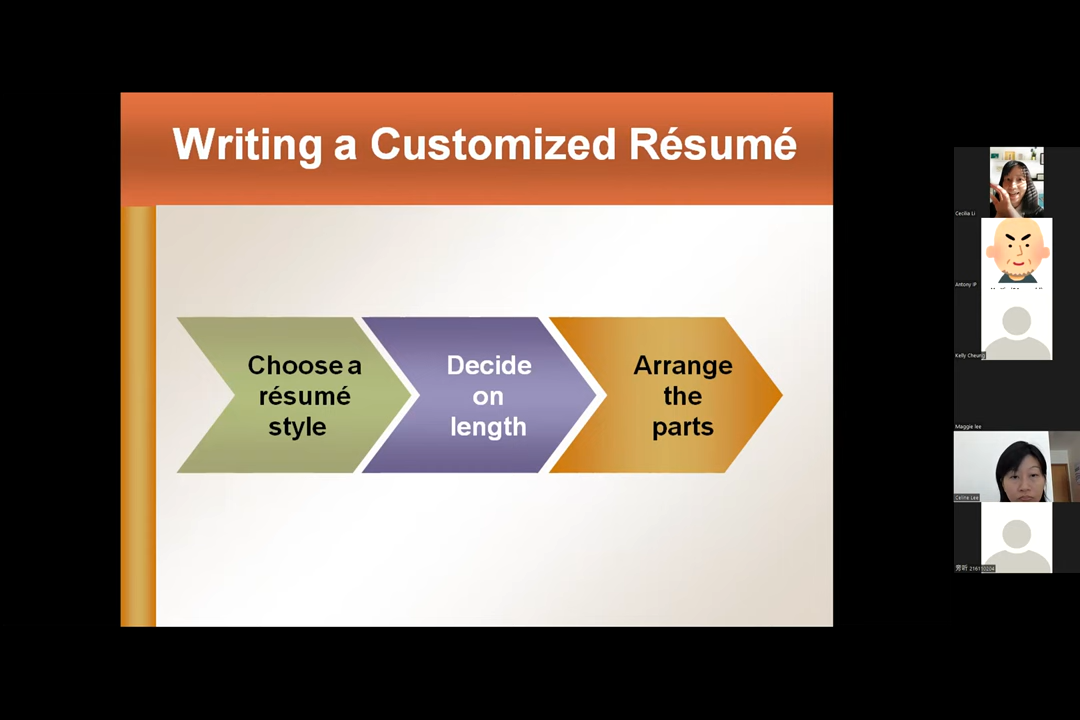 Writing a Customized Résumé
Choose a
résumé
style
Decide
on
length
Arrange
the
parts
Cecilia Li
Antony IP
Kelly Cheung
Maggie lee
Celine Lee